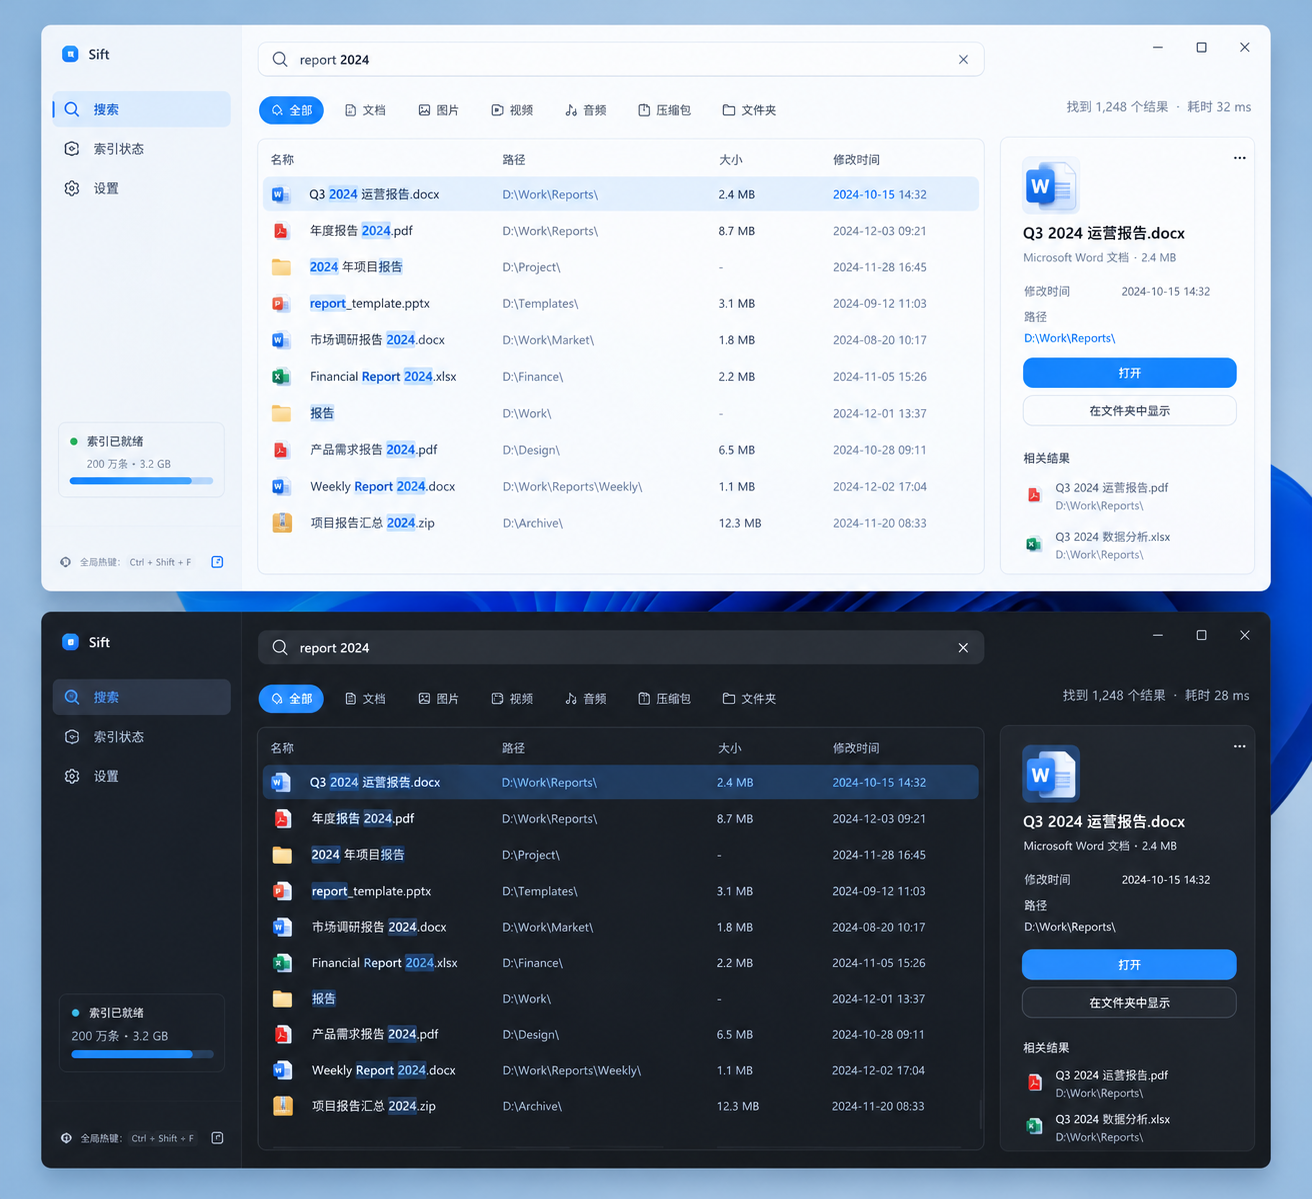 Sift
report 2024
搜索
索引状态
设置
全部 文档 图片 视频 音频 压缩包 文件夹
找到 1,248 个结果 · 耗时 32 ms
名称 路径 大小 修改时间
Q3 2024 运营报告.docx D:\Work\Reports\ 2.4 MB 2024-10-15 14:32
年度报告 2024.pdf D:\Work\Reports\ 8.7 MB 2024-12-03 09:21
2024 年项目报告 D:\Project\ - 2024-11-28 16:45
report_template.pptx D:\Templates\ 3.1 MB 2024-09-12 11:03
市场调研报告 2024.docx D:\Work\Market\ 1.8 MB 2024-08-20 10:17
Financial Report 2024.xlsx D:\Finance\ 2.2 MB 2024-11-05 15:26
报告 D:\Work\ - 2024-12-01 13:37
产品需求报告 2024.pdf D:\Design\ 6.5 MB 2024-10-28 09:11
Weekly Report 2024.docx D:\Work\Reports\Weekly\ 1.1 MB 2024-12-02 17:04
项目报告汇总 2024.zip D:\Archive\ 12.3 MB 2024-11-20 08:33
W
Q3 2024 运营报告.docx
Microsoft Word 文档 · 2.4 MB
修改时间 2024-10-15 14:32
路径
D:\Work\Reports\
打开
在文件夹中显示
相关结果
Q3 2024 运营报告.pdf
D:\Work\Reports\
Q3 2024 数据分析.xlsx
D:\Work\Reports\
索引已就绪
200 万条 · 3.2 GB
全局热键: Ctrl + Shift + F
Sift
report 2024
搜索
索引状态
设置
全部 文档 图片 视频 音频 压缩包 文件夹
找到 1,248 个结果 · 耗时 28 ms
名称 路径 大小 修改时间
Q3 2024 运营报告.docx D:\Work\Reports\ 2.4 MB 2024-10-15 14:32
年度报告 2024.pdf D:\Work\Reports\ 8.7 MB 2024-12-03 09:21
2024 年项目报告 D:\Project\ - 2024-11-28 16:45
report_template.pptx D:\Templates\ 3.1 MB 2024-09-12 11:03
市场调研报告 2024.docx D:\Work\Market\ 1.8 MB 2024-08-20 10:17
Financial Report 2024.xlsx D:\Finance\ 2.2 MB 2024-11-05 15:26
报告 D:\Work\ - 2024-12-01 13:37
产品需求报告 2024.pdf D:\Design\ 6.5 MB 2024-10-28 09:11
Weekly Report 2024.docx D:\Work\Reports\Weekly\ 1.1 MB 2024-12-02 17:04
项目报告汇总 2024.zip D:\Archive\ 12.3 MB 2024-11-20 08:33
W
Q3 2024 运营报告.docx
Microsoft Word 文档 · 2.4 MB
修改时间 2024-10-15 14:32
路径
D:\Work\Reports\
打开
在文件夹中显示
相关结果
Q3 2024 运营报告.pdf
D:\Work\Reports\
Q3 2024 数据分析.xlsx
D:\Work\Reports\
索引已就绪
200 万条 · 3.2 GB
全局热键: Ctrl + Shift + F